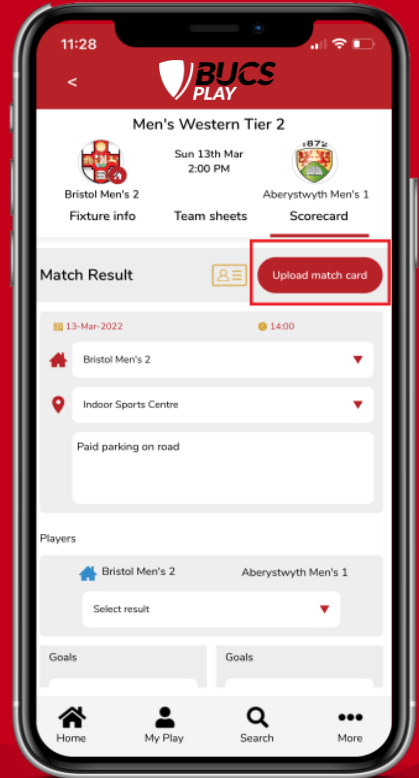 11:28
<
BUCS
PLAY
Men's Western Tier 2
Sun 13th Mar
2:00 PM
1872
Bristol Men's 2
Aberystwyth Men's 1
Fixture info Team sheets Scorecard
Match Result
Upload match card
13-Mar-2022 14:00
Bristol Men's 2
Indoor Sports Centre
Paid parking on road
Players
Bristol Men's 2 Aberystwyth Men's 1
Select result
Goals Goals
Home My Play Search More